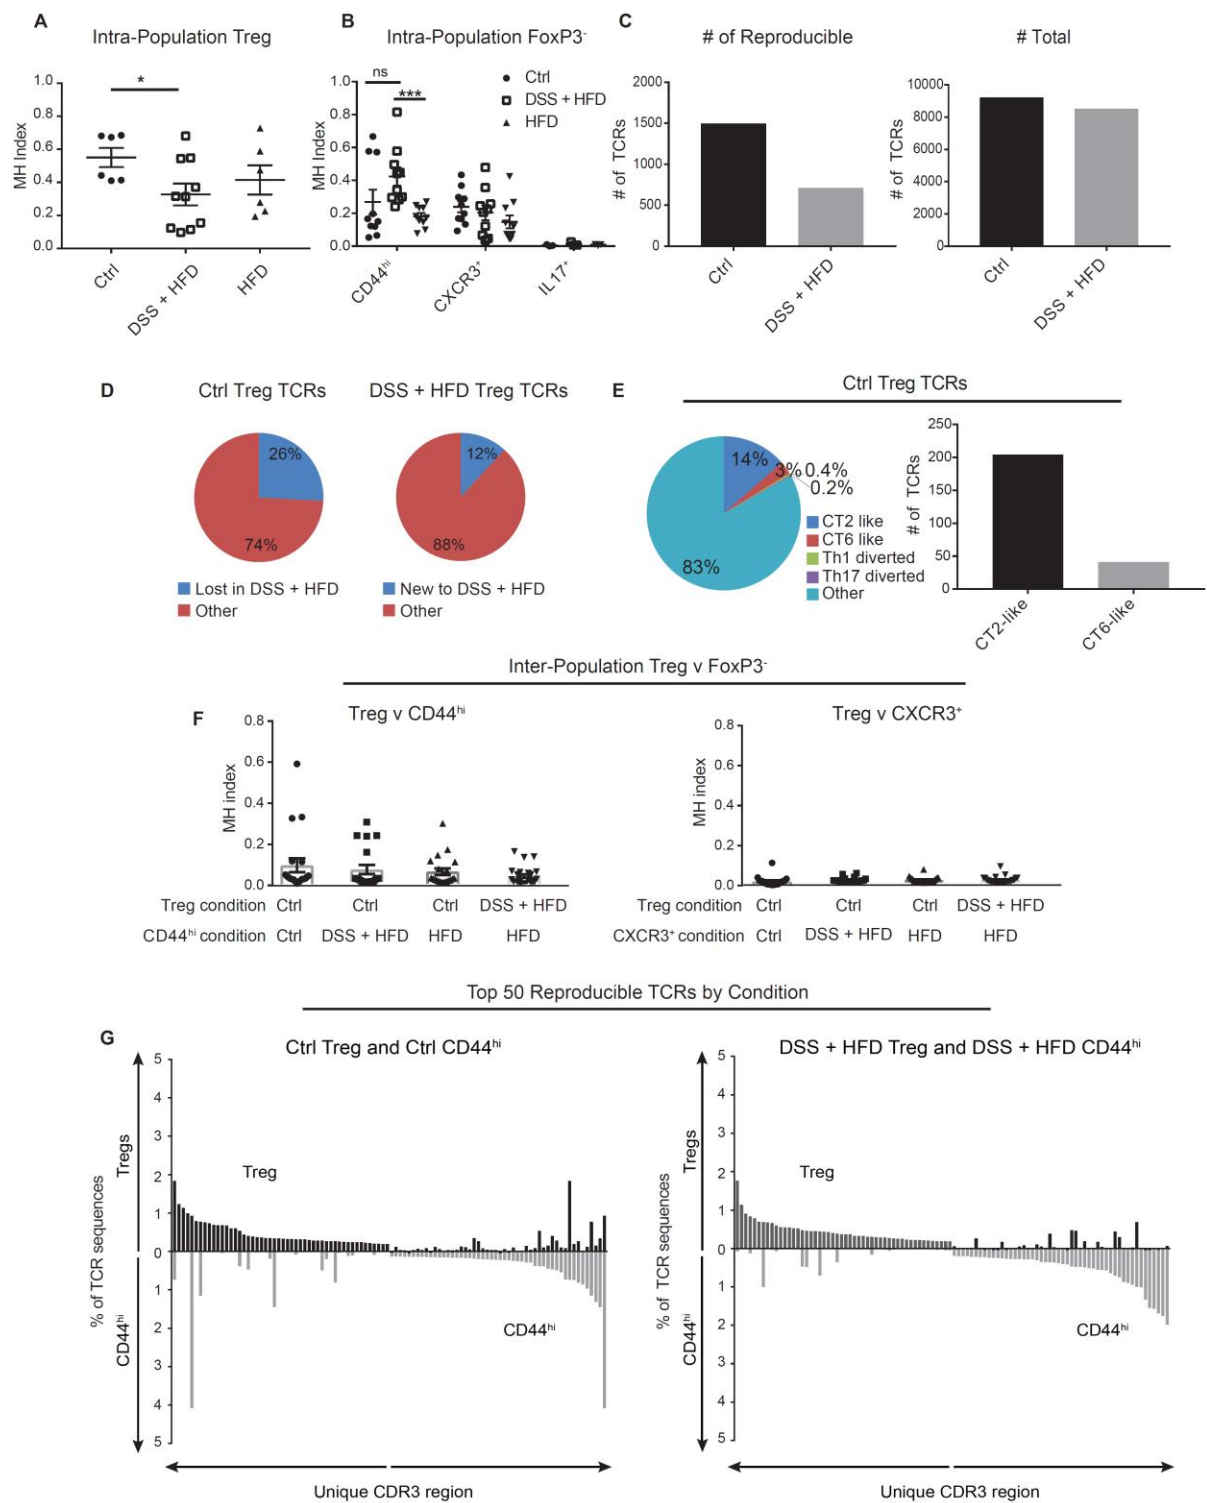 A
Intra-Population Treg
MH Index
1.0
0.8
0.6
0.4
0.2
0.0
*
Ctrl
DSS + HFD
HFD
B
Intra-Population FoxP3-
MH Index
1.0
0.8
0.6
0.4
0.2
0.0
ns
***
Ctrl
DSS + HFD
HFD
CD44hi
CXCR3+
IL17+
C
# of Reproducible
# of TCRs
2000
1500
1000
500
0
Ctrl
DSS + HFD
# Total
# of TCRs
10000
8000
6000
4000
2000
0
Ctrl
DSS + HFD
D
Ctrl Treg TCRs
26%
74%
Lost in DSS + HFD
Other
DSS + HFD Treg TCRs
12%
88%
New to DSS + HFD
Other
E
Ctrl Treg TCRs
14%
3%
0.4%
0.2%
83%
CT2 like
CT6 like
Th1 diverted
Th17 diverted
Other
# of TCRs
250
200
150
100
50
0
CT2-like
CT6-like
Inter-Population Treg v FoxP3-
F
Treg v CD44hi
MH index
0.8
0.6
0.4
0.2
0.0
Treg condition Ctrl Ctrl Ctrl DSS + HFD
CD44hi condition Ctrl DSS + HFD HFD HFD
Treg v CXCR3+
MH index
0.8
0.6
0.4
0.2
0.0
Treg condition Ctrl Ctrl Ctrl DSS + HFD
CXCR3+ condition Ctrl DSS + HFD HFD HFD
Top 50 Reproducible TCRs by Condition
G
Ctrl Treg and Ctrl CD44hi
% of TCR sequences
Tregs
CD44hi
5
4
3
2
1
0
1
2
3
4
5
Treg
CD44hi
Unique CDR3 region
DSS + HFD Treg and DSS + HFD CD44hi
% of TCR sequences
Tregs
CD44hi
5
4
3
2
1
0
1
2
3
4
5
Treg
CD44hi
Unique CDR3 region